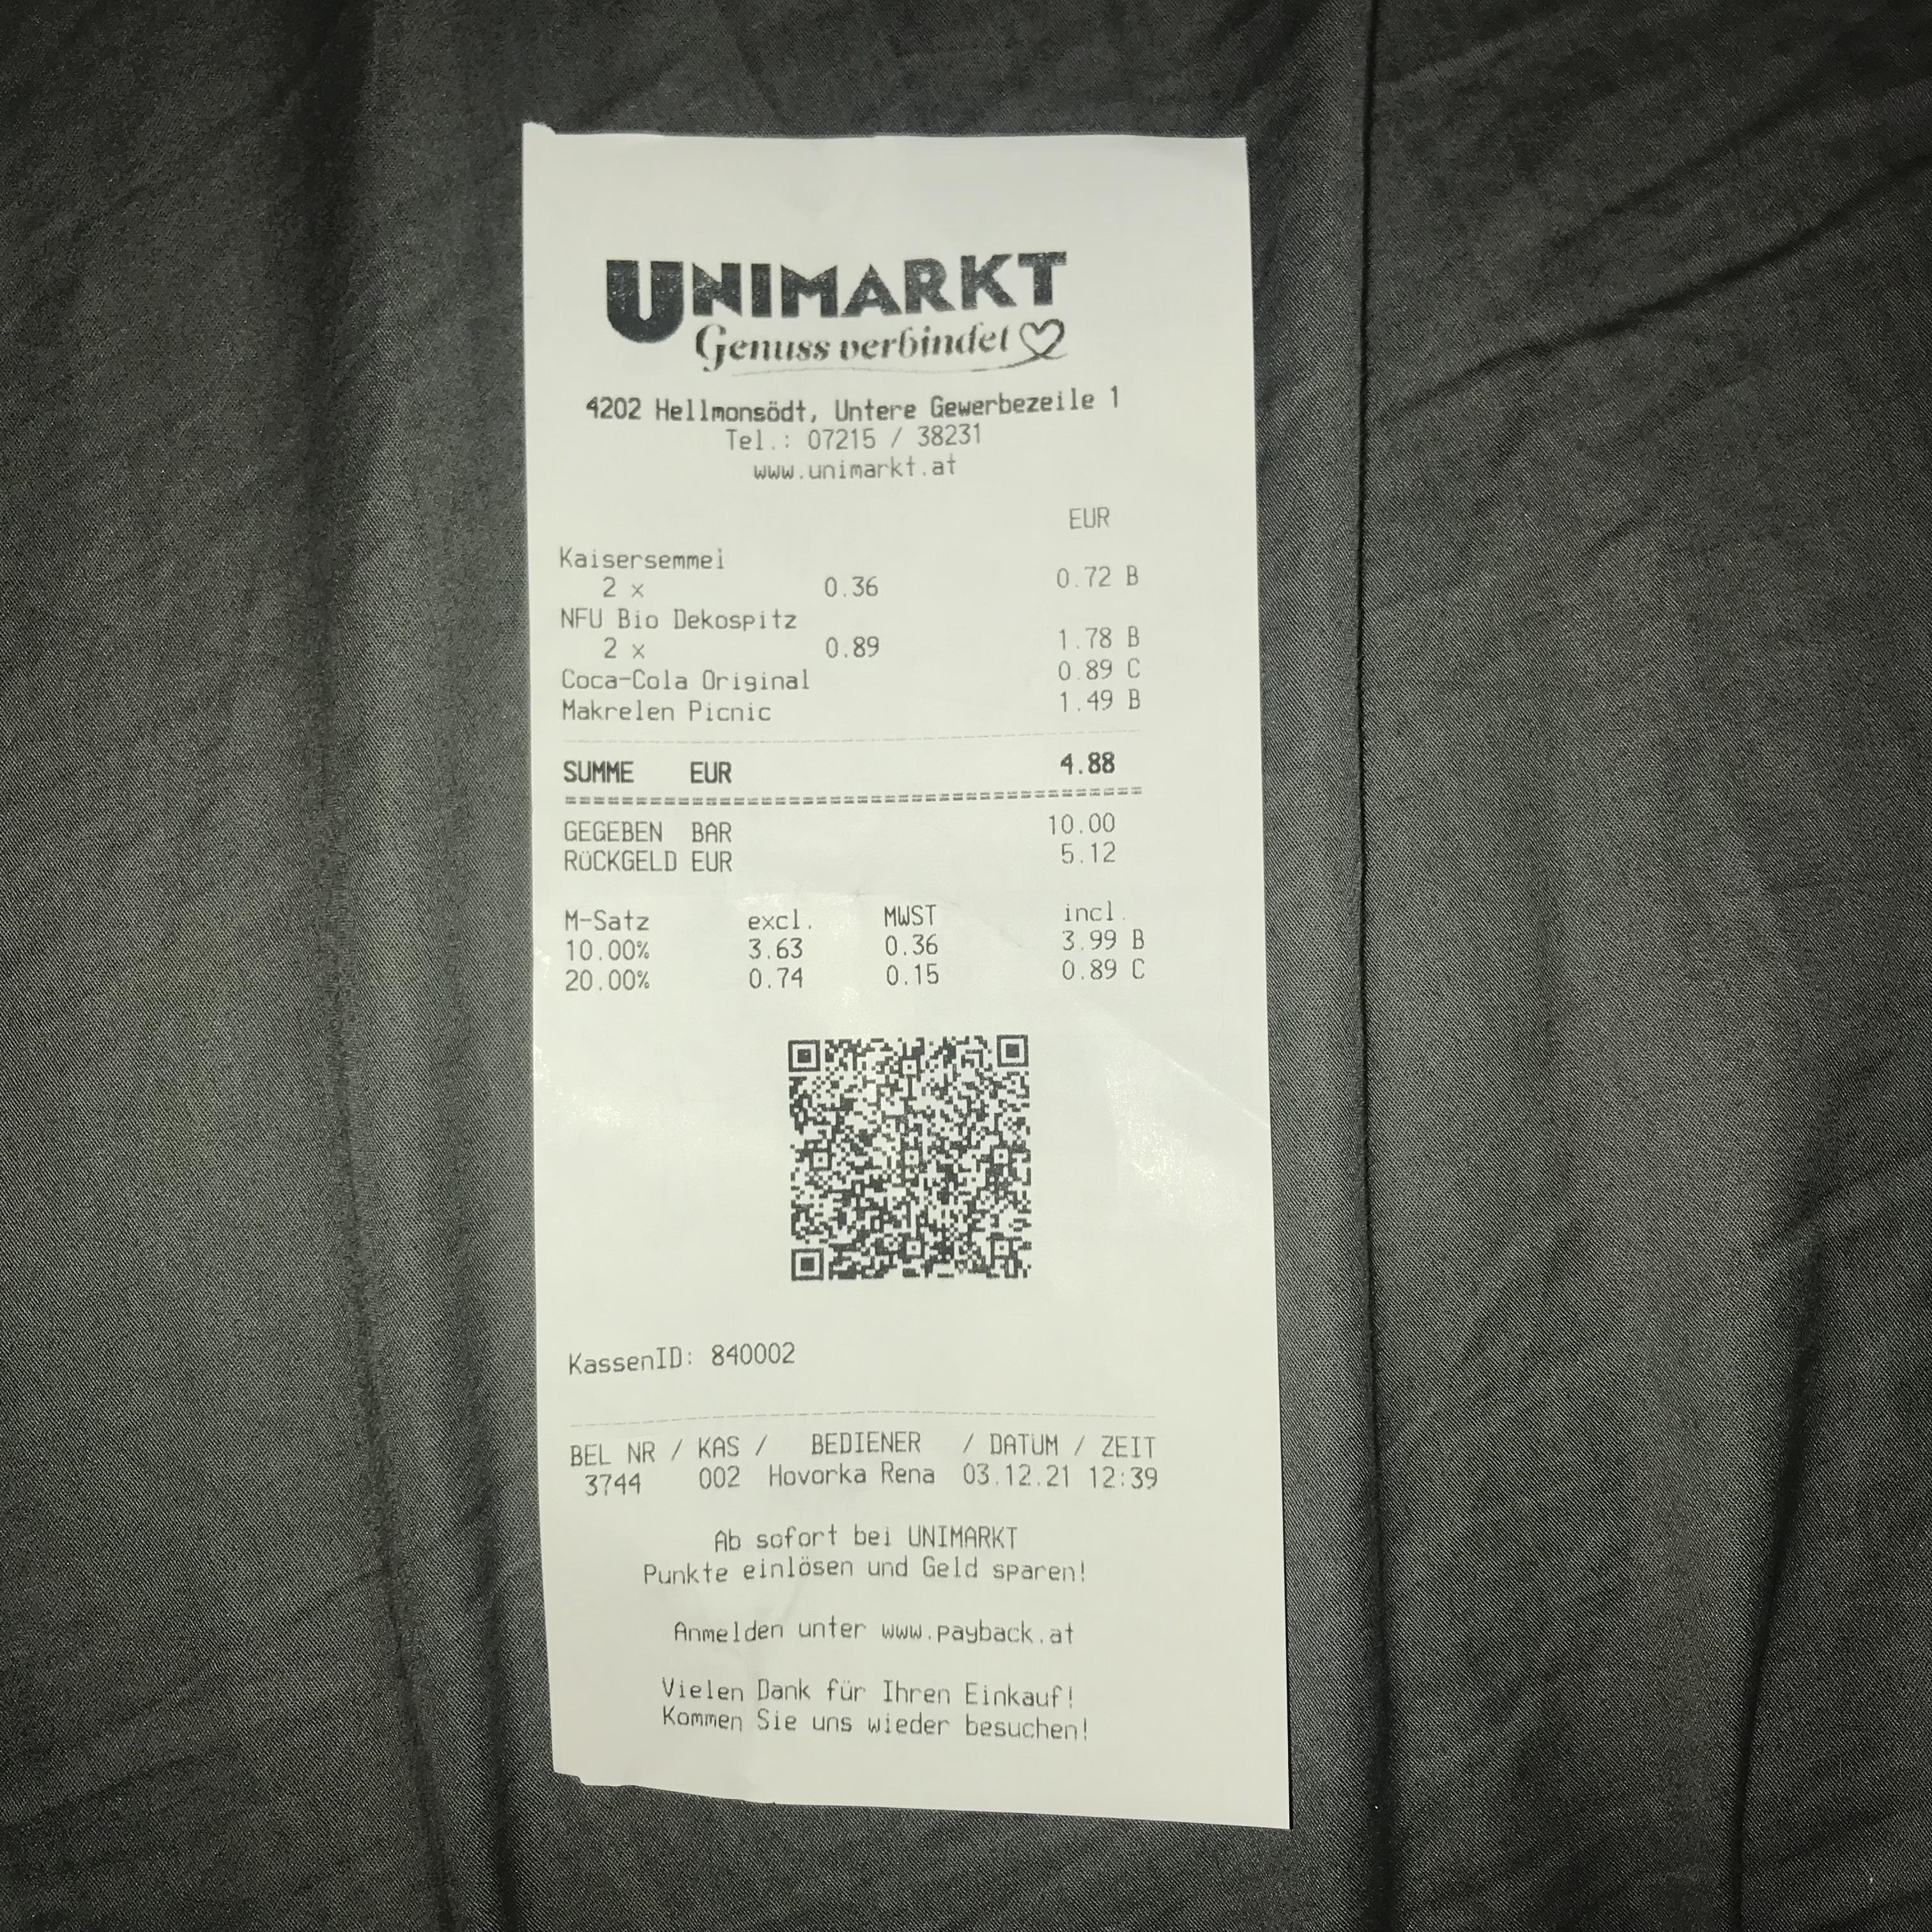 UNIMARKT
Genuss verbindet
4202 Hellmonsödt, Untere Gewerbezeile 1
Tel.: 07215 / 38231
www.unimarkt.at
EUR
Kaisersemmel
2 x 0.36 0.72 B
NFU Bio Dekospitz
2 x 0.89 1.78 B
Coca-Cola Original 0.89 C
Makrelen Picnic 1.49 B
SUMME EUR 4.88
GEGEBEN BAR 10.00
RÜCKGELD EUR 5.12
M-Satz excl. MWST incl.
10.00% 3.63 0.36 3.99 B
20.00% 0.74 0.15 0.89 C
KassenID: 840002
BEL NR / KAS / BEDIENER / DATUM / ZEIT
3744 002 Hovorka Rena 03.12.21 12:39
Ab sofort bei UNIMARKT
Punkte einlösen und Geld sparen!
Anmelden unter www.payback.at
Vielen Dank für Ihren Einkauf!
Kommen Sie uns wieder besuchen!